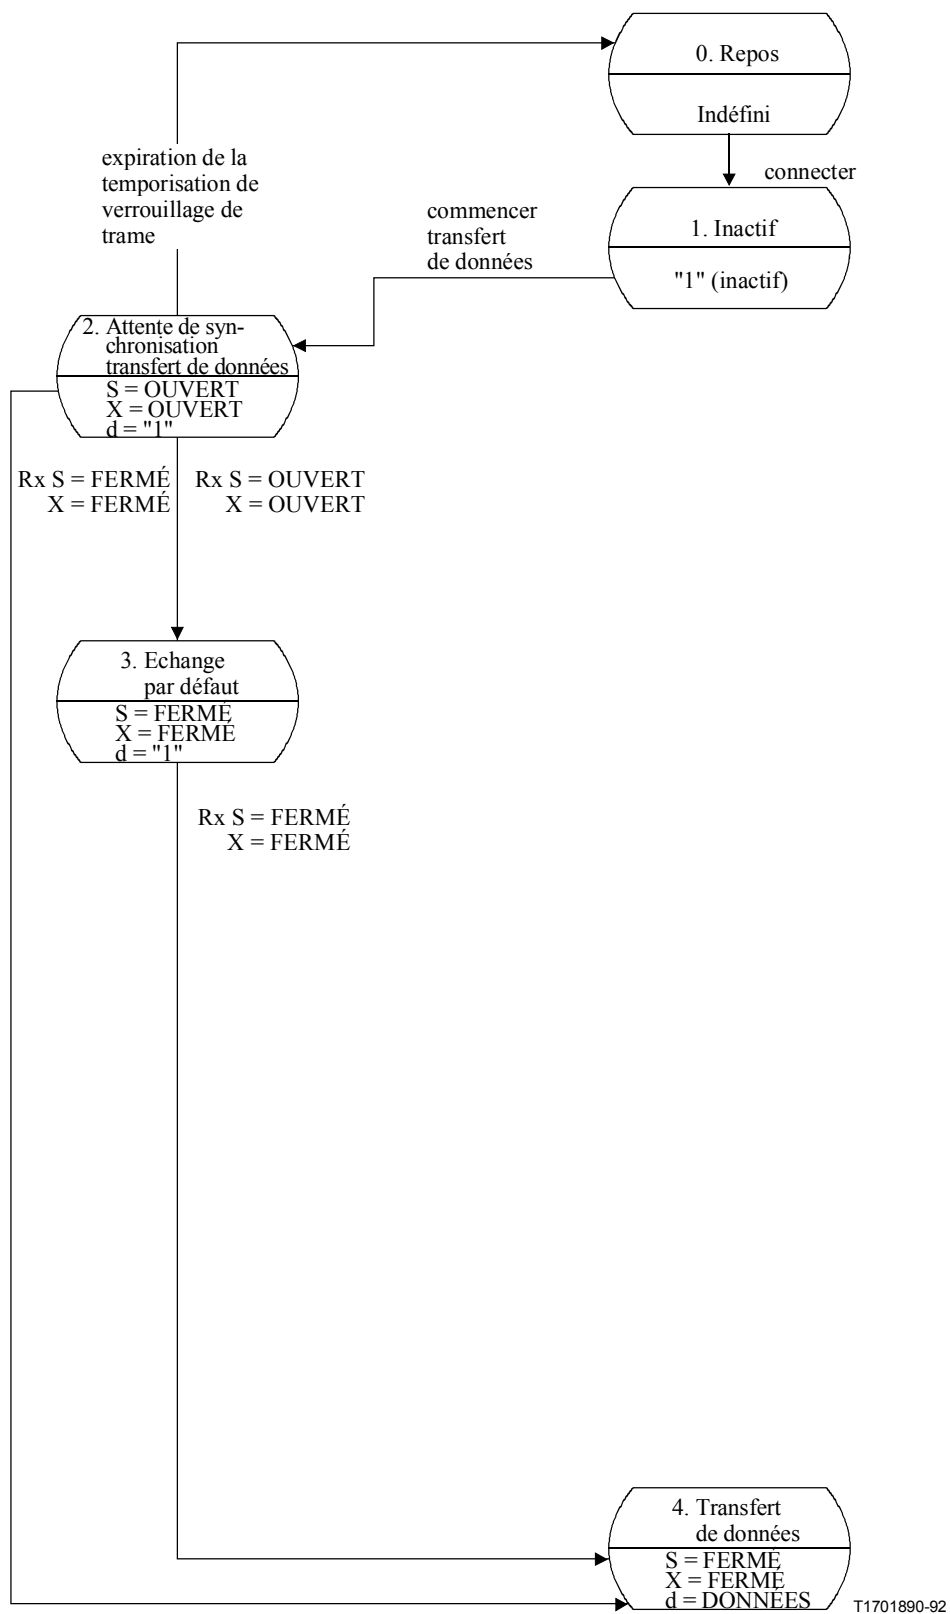 0. Repos
Indéfini
connecter
expiration de la
temporisation de
verrouillage de
trame
commencer
transfert
de données
1. Inactif
"1" (inactif)
2. Attente de syn-
chronisation
transfert de données
S = OUVERT
X = OUVERT
d = "1"
Rx S = FERMÉ
X = FERMÉ
Rx S = OUVERT
X = OUVERT
3. Echange
par défaut
S = FERMÉ
X = FERMÉ
d = "1"
Rx S = FERMÉ
X = FERMÉ
4. Transfert
de données
S = FERMÉ
X = FERMÉ
d = DONNÉES
T1701890-92